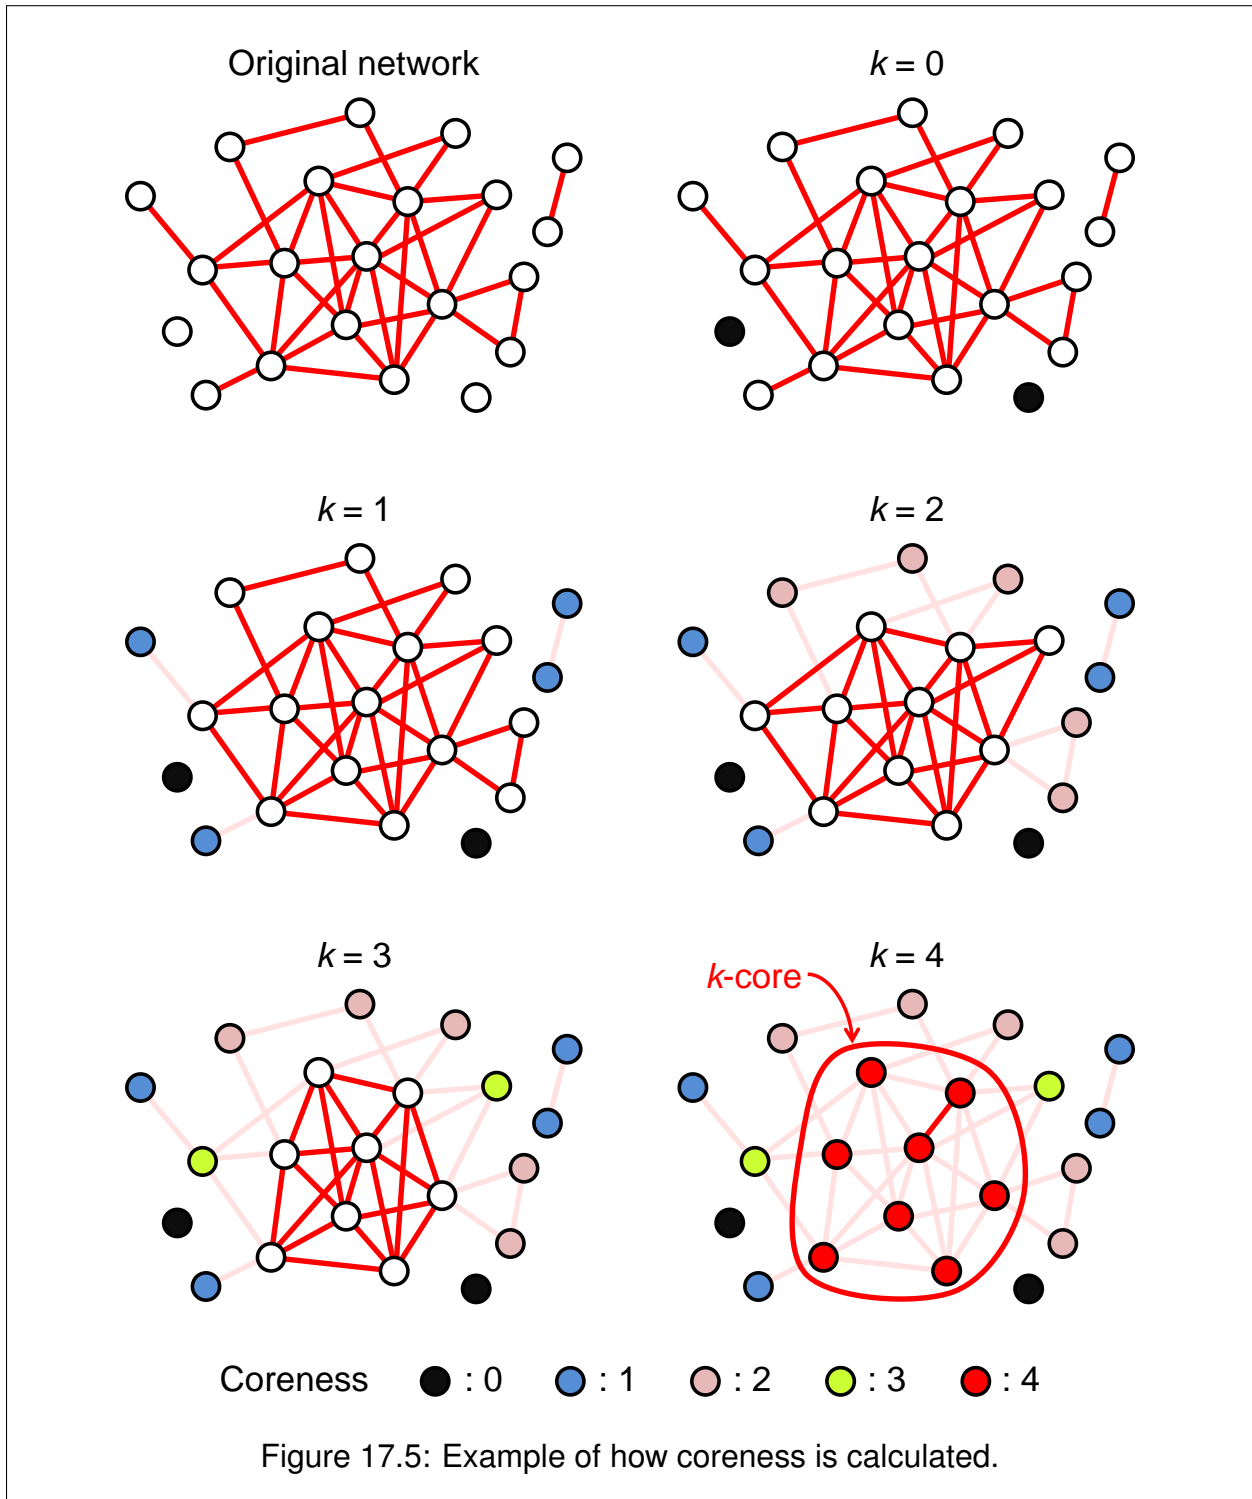 Original network
k = 0
k = 1
k = 2
k = 3
k = 4
k-core
Coreness : 0 : 1 : 2 : 3 : 4
Figure 17.5: Example of how coreness is calculated.